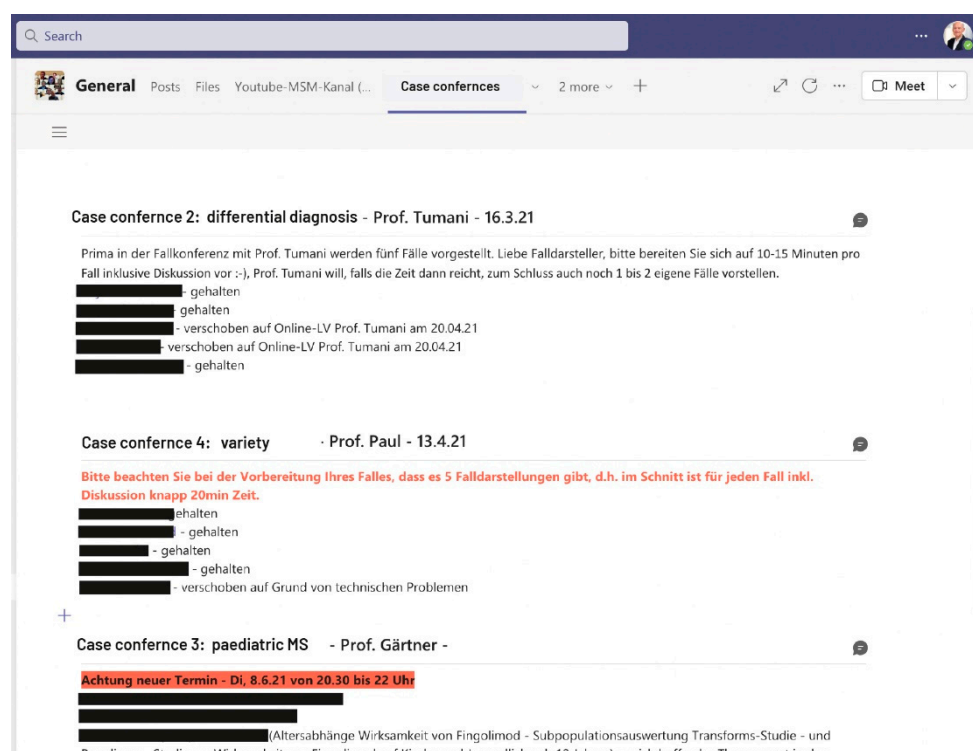 Search
General Posts Files Youtube-MSM-Kanal (... Case confernces 2 more Meet
Case confernce 2: differential diagnosis - Prof. Tumani - 16.3.21
Prima in der Fallkonferenz mit Prof. Tumani werden fünf Fälle vorgestellt. Liebe Falldarsteller, bitte bereiten Sie sich auf 10-15 Minuten pro
Fall inklusive Diskussion vor :-), Prof. Tumani will, falls die Zeit dann reicht, zum Schluss auch noch 1 bis 2 eigene Fälle vorstellen.
- gehalten
gehalten
- verschoben auf Online-LV Prof. Tumani am 20.04.21
- verschoben auf Online-LV Prof. Tumani am 20.04.21
- gehalten
Case confernce 4: variety · Prof. Paul - 13.4.21
Bitte beachten Sie bei der Vorbereitung Ihres Falles, dass es 5 Falldarstellungen gibt, d.h. im Schnitt ist für jeden Fall inkl.
Diskussion knapp 20min Zeit.
gehalten
- gehalten
- gehalten
- gehalten
- verschoben auf Grund von technischen Problemen
Case confernce 3: paediatric MS - Prof. Gärtner -
Achtung neuer Termin - Di, 8.6.21 von 20.30 bis 22 Uhr
(Altersabhänge Wirksamkeit von Fingolimod - Subpopulationsauswertung Transforms-Studie - und